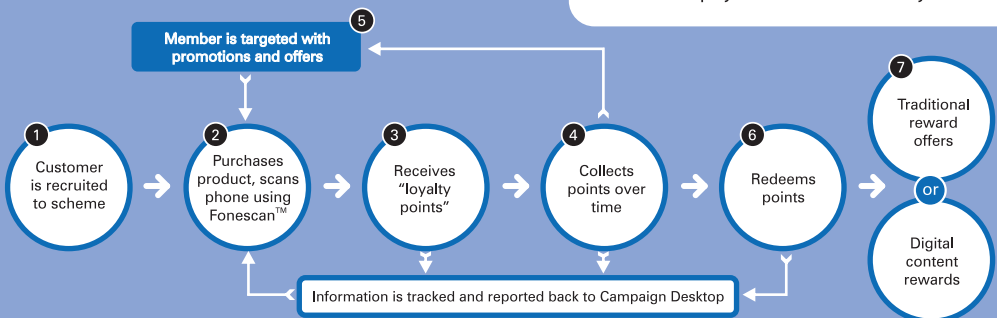 5
Member is targeted with
promotions and offers
1
Customer
is recruited
to scheme
2
Purchases
product, scans
phone using
Fonescan™
3
Receives
“loyalty
points”
4
Collects
points over
time
6
Redeems
points
7
Traditional
reward
offers
or
Digital
content
rewards
Information is tracked and reported back to Campaign Desktop